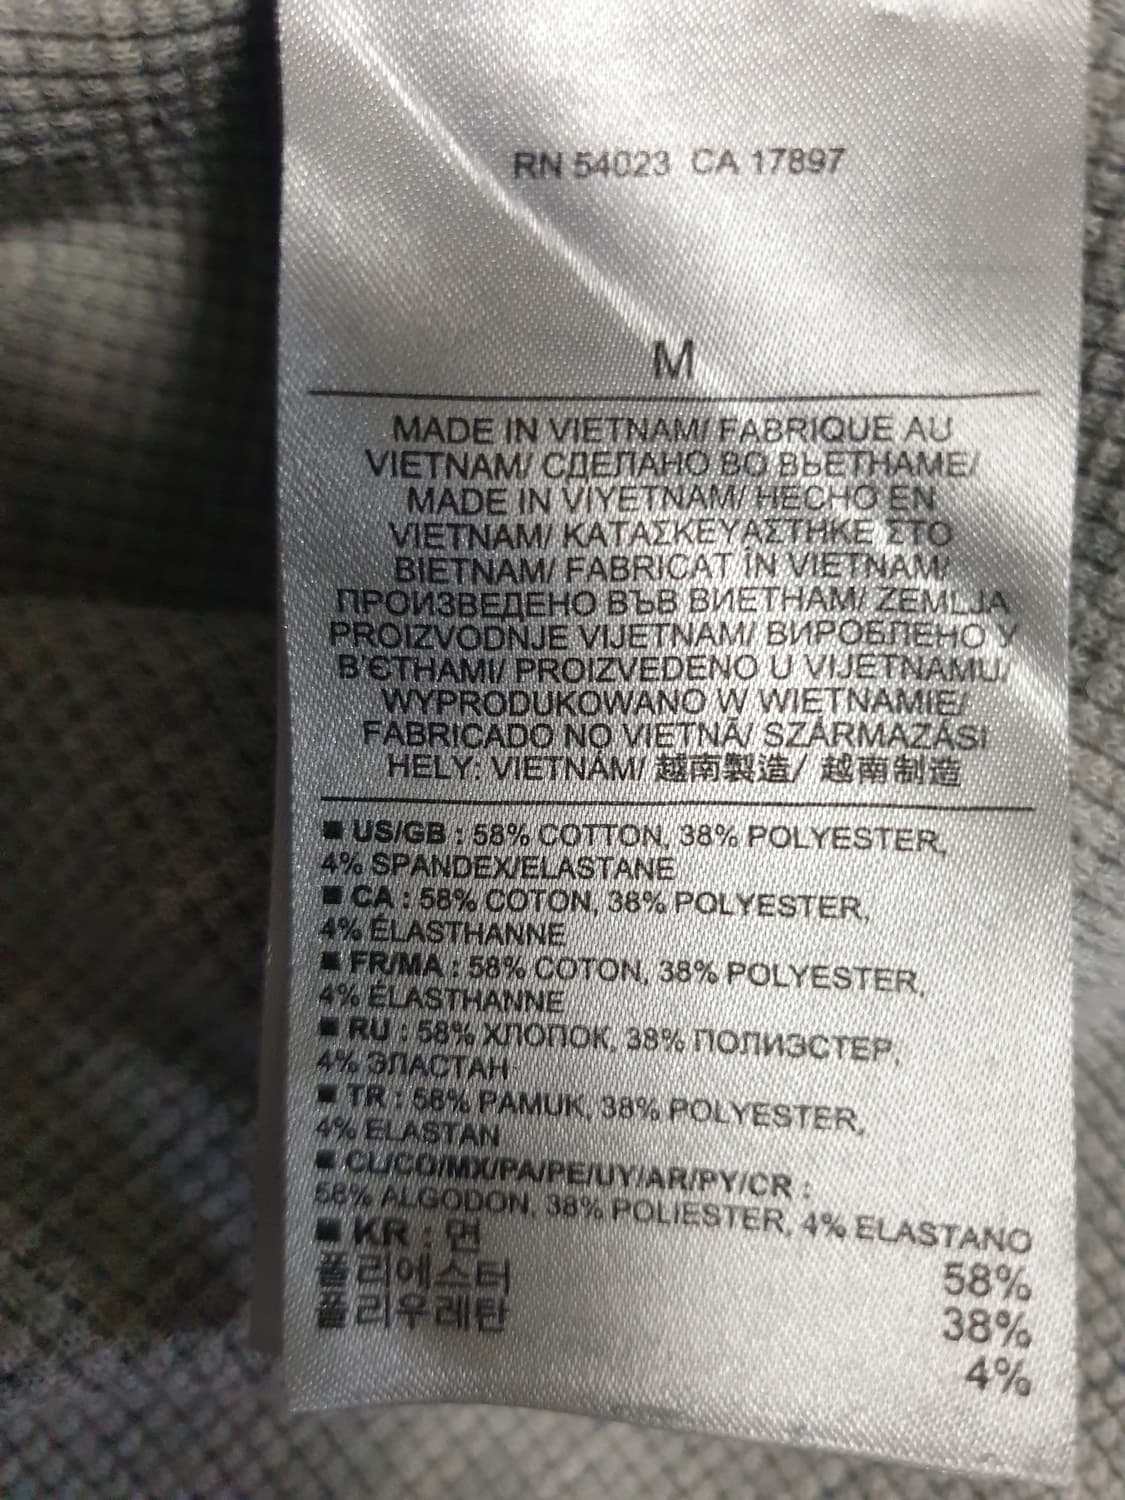 RN 54023 CA 17897
M
MADE IN VIETNAM/ FABRIQUE AU
VIETNAM/ СДЕЛАНО ВО ВЬЕТНАМЕ/
MADE IN VIYETNAM/ HECHO EN
VIETNAM/ ΚΑΤΑΣΚΕΥΑΣΤΗΚΕ ΣΤΟ
ΒΙΕΤΝΑΜ/ FABRICAT ÎN VIETNAM/
ПРОИЗВЕДЕНО ВЪВ ВИЕТНАМ/ ZEMLJA
PROIZVODNJE VIJETNAM/ ВИРОБЛЕНО У
В'ЄТНАМІ/ PROIZVEDENO U VIJETNAMU/
WYPRODUKOWANO W WIETNAMIE/
FABRICADO NO VIETNÃ/ SZÁRMAZÁSI
HELY: VIETNÁM/ 越南製造/ 越南制造
■ US/GB : 58% COTTON, 38% POLYESTER,
4% SPANDEX/ELASTANE
■ CA : 58% COTON, 38% POLYESTER,
4% ÉLASTHANNE
■ FR/MA : 58% COTON, 38% POLYESTER,
4% ÉLASTHANNE
■ RU : 58% ХЛОПОК, 38% ПОЛИЭСТЕР,
4% ЭЛАСТАН
■ TR : 58% PAMUK, 38% POLYESTER,
4% ELASTAN
■ CL/CO/MX/PA/PE/UY/AR/PY/CR :
58% ALGODON, 38% POLIESTER, 4% ELASTANO
■ KR : 면 58%
폴리에스터 38%
폴리우레탄 4%